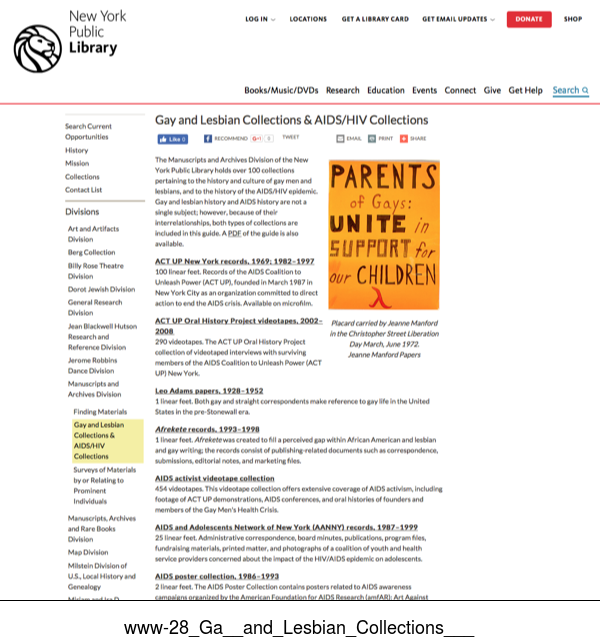 New York
Public
Library
LOG IN
LOCATIONS
GET A LIBRARY CARD
GET EMAIL UPDATES
DONATE
SHOP
Books/Music/DVDs Research Education Events Connect Give Get Help Search
Search Current
Opportunities
History
Mission
Collections
Contact List
Divisions
Art and Artifacts
Division
Berg Collection
Billy Rose Theatre
Division
Dorot Jewish Division
General Research
Division
Jean Blackwell Hutson
Research and
Reference Division
Jerome Robbins
Dance Division
Manuscripts and
Archives Division
Finding Materials
Gay and Lesbian
Collections &
AIDS/HIV
Collections
Surveys of Materials
by or Relating to
Prominent
Individuals
Manuscripts, Archives
and Rare Books
Division
Map Division
Milstein Division of
U.S., Local History and
Genealogy
Gay and Lesbian Collections & AIDS/HIV Collections
Like 0
RECOMMEND
TWEET
EMAIL
PRINT
SHARE
The Manuscripts and Archives Division of the New
York Public Library holds over 100 collections
pertaining to the history and culture of gay men and
lesbians, and to the history of the AIDS/HIV epidemic.
Gay and lesbian history and AIDS history are not a
single subject; however, because of their
interrelationships, both types of collections are
included in this guide. A PDF of the guide is also
available.
PARENTS
of Gays:
UNITE in
SUPPORT for
our CHILDREN
λ
Placard carried by Jeanne Manford
in the Christopher Street Liberation
Day March, June 1972.
Jeanne Manford Papers
ACT UP New York records, 1969; 1982-1997
100 linear feet. Records of the AIDS Coalition to
Unleash Power (ACT UP), founded in March 1987 in
New York City as an organization committed to direct
action to end the AIDS crisis. Available on microfilm.
ACT UP Oral History Project videotapes, 2002-
2008
290 videotapes. The ACT UP Oral History Project
collection of videotaped interviews with surviving
members of the AIDS Coalition to Unleash Power (ACT
UP) New York.
Leo Adams papers, 1928-1952
1 linear feet. Both gay and straight correspondents make reference to gay life in the United
States in the pre-Stonewall era.
Afrekete records, 1993-1998
1 linear feet. Afrekete was created to fill a perceived gap within African American and lesbian
and gay writing; the records consist of publishing-related documents such as correspondence,
submissions, editorial notes, and marketing files.
AIDS activist videotape collection
454 videotapes. This videotape collection offers extensive coverage of AIDS activism, including
footage of ACT UP demonstrations, AIDS conferences, and oral histories of founders and
members of the Gay Men's Health Crisis.
AIDS and Adolescents Network of New York (AANNY) records, 1987-1999
25 linear feet. Administrative correspondence, board minutes, publications, program files,
fundraising materials, printed matter, and photographs of a coalition of youth and health
service providers concerned about the impact of the HIV/AIDS epidemic on adolescents.
AIDS poster collection, 1986-1993
2 linear feet. The AIDS Poster Collection contains posters related to AIDS awareness
campaigns organized by the American Foundation for AIDS Research (amfAR); Art Against
www-28_Ga__and_Lesbian_Collections___